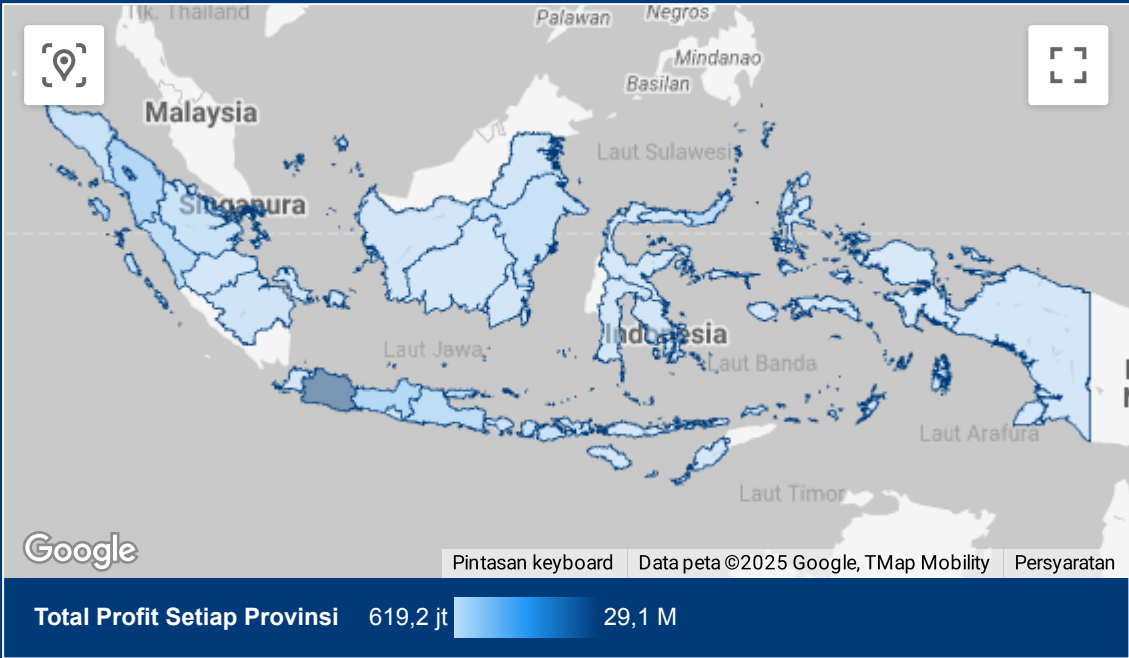 Tlk. Thailand
Palawan
Negros
Mindanao
Basilan
Malaysia
Laut Sulawesi
Singapura
Indonesia
Laut Jawa
Laut Banda
Laut Arafura
Laut Timor
Google
Pintasan keyboard
Data peta ©2025 Google, TMap Mobility
Persyaratan
Total Profit Setiap Provinsi 619,2 jt 29,1 M